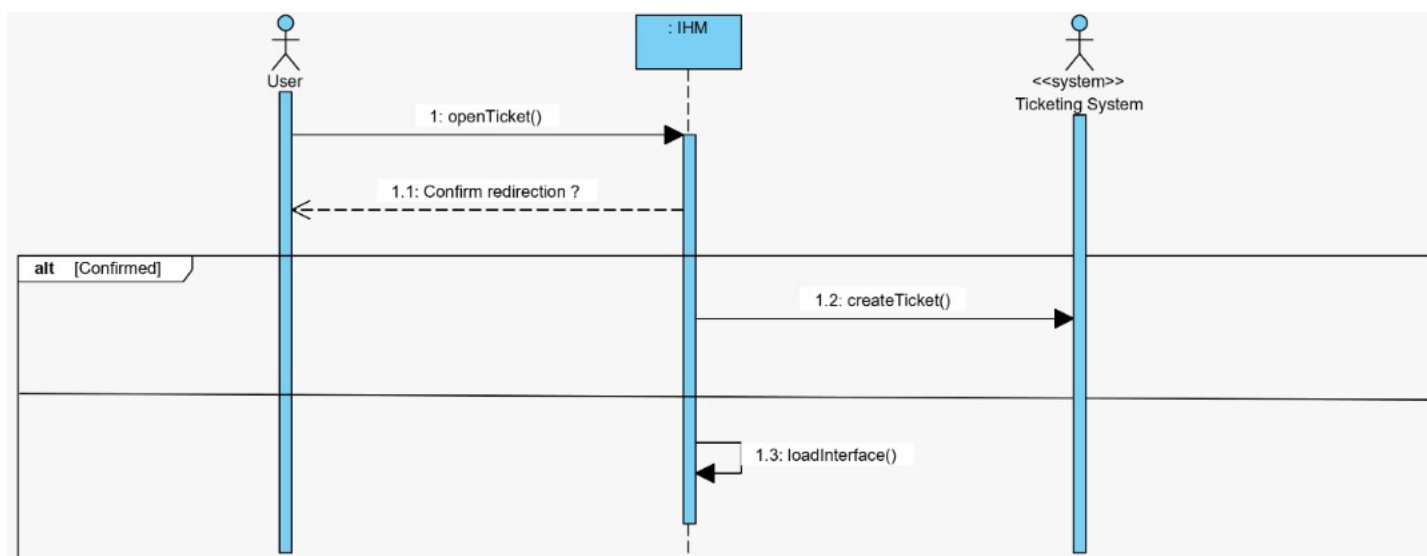 : IHM
User
<<system>>
Ticketing System
1: openTicket()
1.1: Confirm redirection ?
alt [Confirmed]
1.2: createTicket()
1.3: loadInterface()